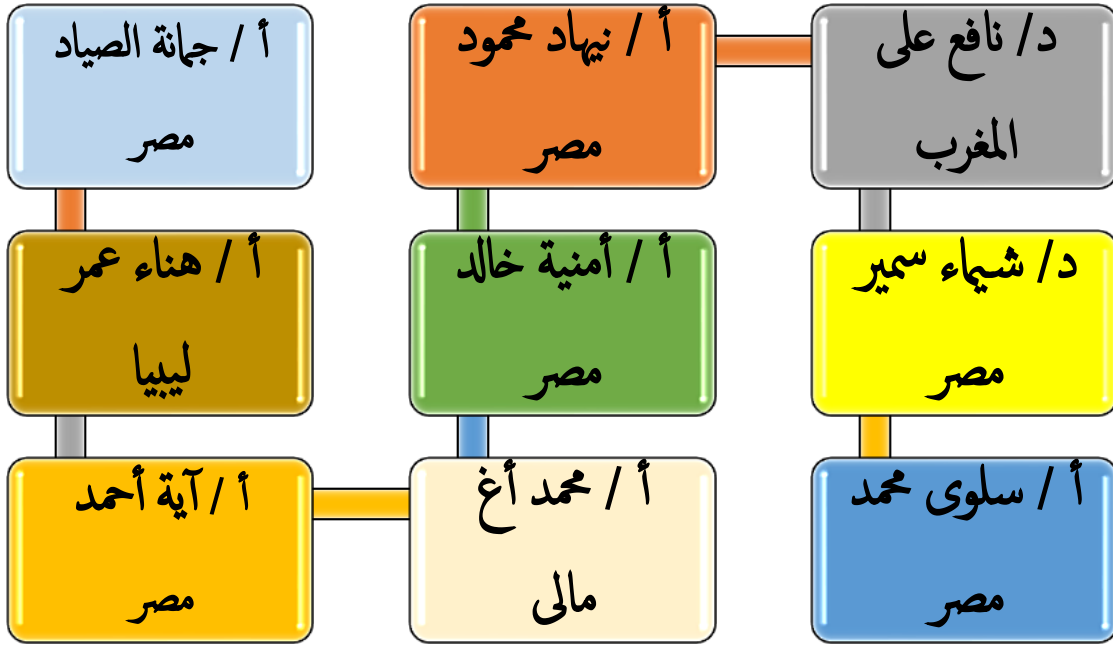 د/ نافع على
المغرب
أ / نيهاد محمود
مصر
أ / جمانة الصياد
مصر
د/ شيماء سمير
مصر
أ / أمنية خالد
مصر
أ / هناء عمر
ليبيا
أ / سلوى محمد
مصر
أ / محمد أغ
مالى
أ / آية أحمد
مصر